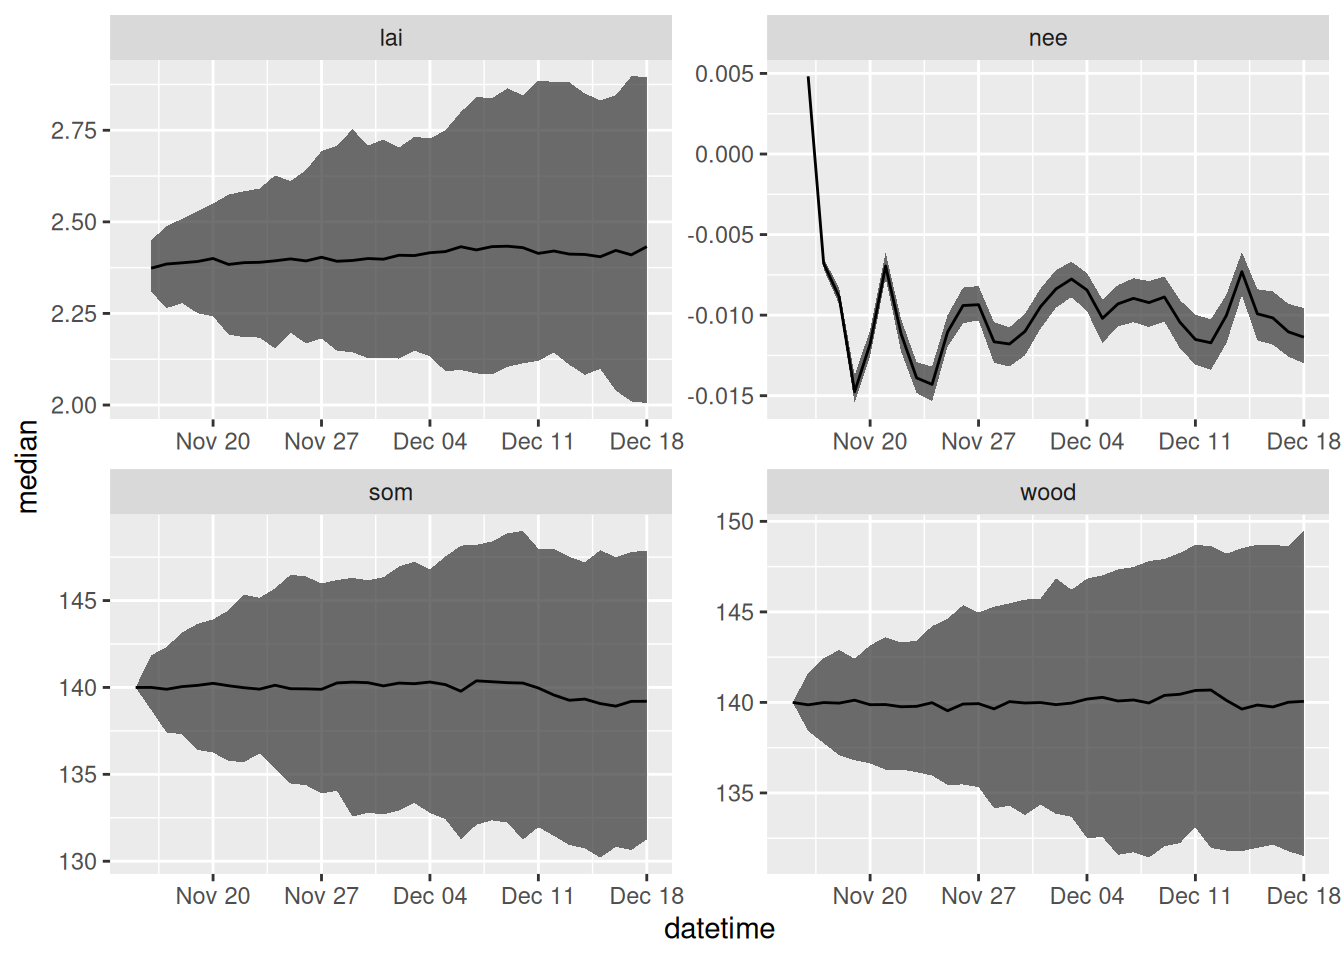 lai
nee
2.75
2.50
2.25
2.00
0.005
0.000
-0.005
-0.010
-0.015
Nov 20 Nov 27 Dec 04 Dec 11 Dec 18
Nov 20 Nov 27 Dec 04 Dec 11 Dec 18
median
som
wood
145
140
135
130
150
145
140
135
Nov 20 Nov 27 Dec 04 Dec 11 Dec 18
Nov 20 Nov 27 Dec 04 Dec 11 Dec 18
datetime